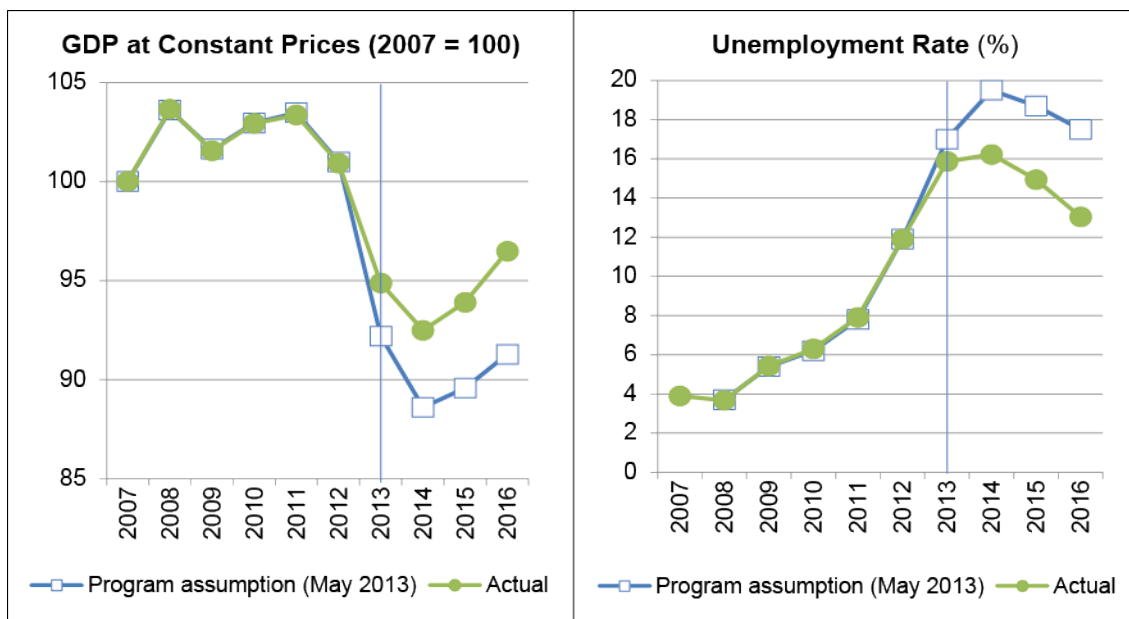 GDP at Constant Prices (2007 = 100)
105
100
95
90
85
2007 2008 2009 2010 2011 2012 2013 2014 2015 2016
Program assumption (May 2013) Actual
Unemployment Rate (%)
20
18
16
14
12
10
8
6
4
2
0
2007 2008 2009 2010 2011 2012 2013 2014 2015 2016
Program assumption (May 2013) Actual